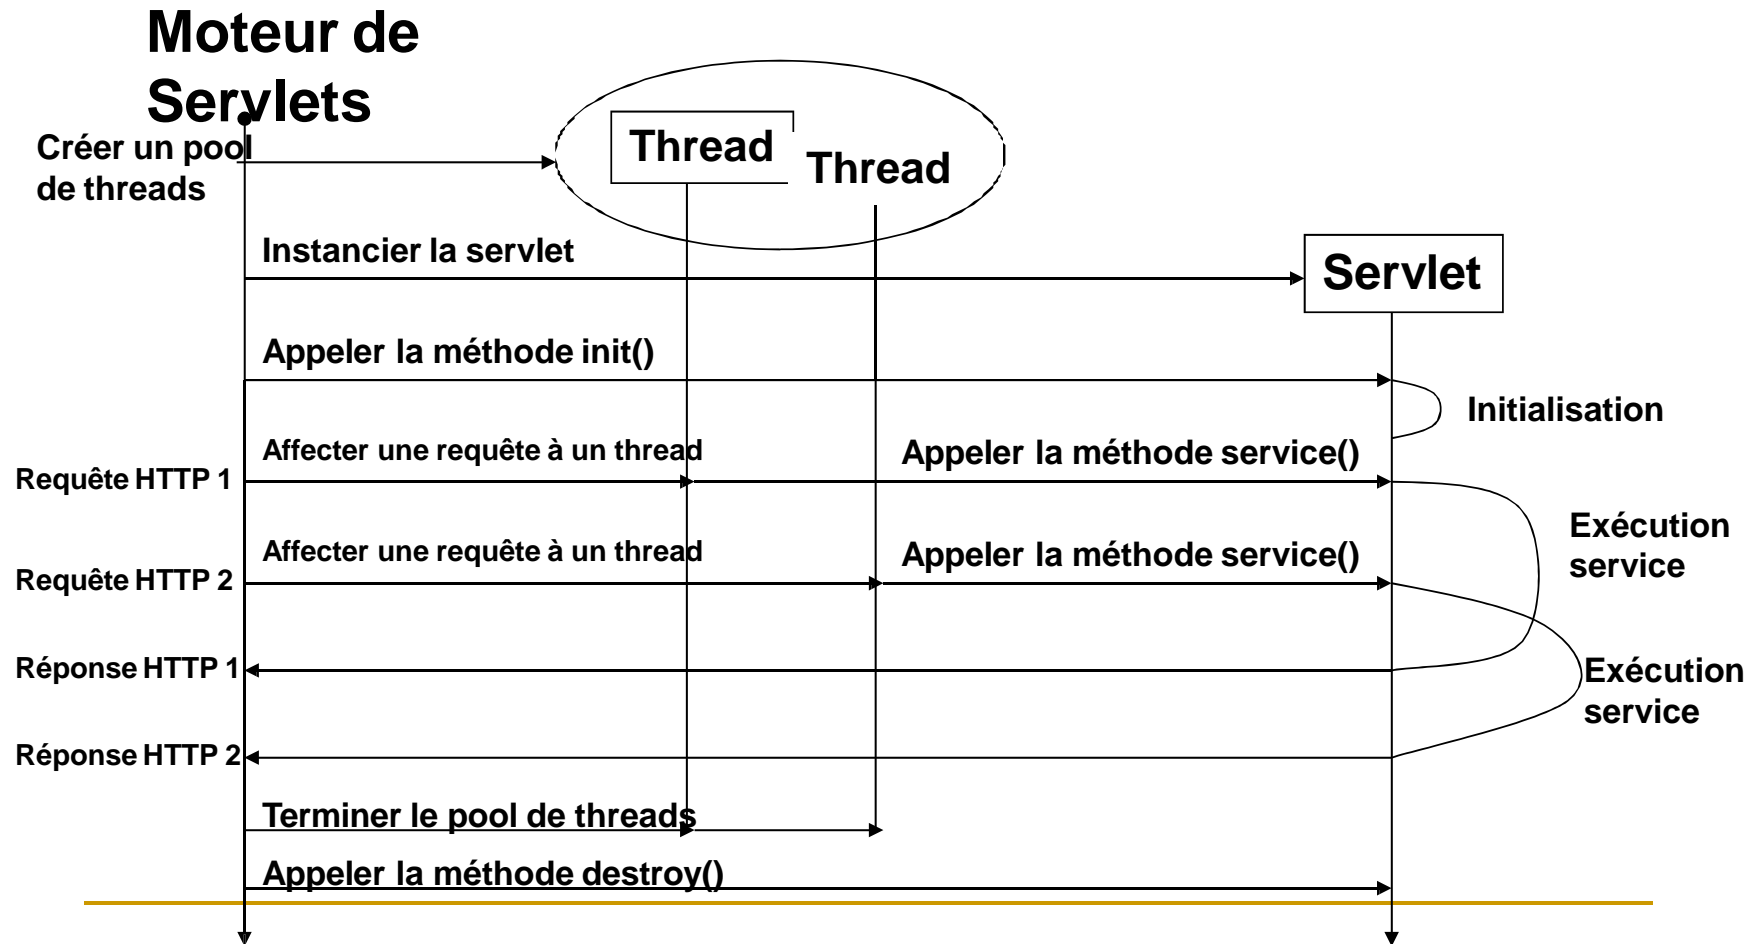 Moteur de
Servlets
Créer un pool
de threads
Thread
Thread
Instancier la servlet
Servlet
Appeler la méthode init()
Initialisation
Affecter une requête à un thread
Appeler la méthode service()
Requête HTTP 1
Exécution
service
Affecter une requête à un thread
Appeler la méthode service()
Requête HTTP 2
Réponse HTTP 1
Exécution
service
Réponse HTTP 2
Terminer le pool de threads
Appeler la méthode destroy()